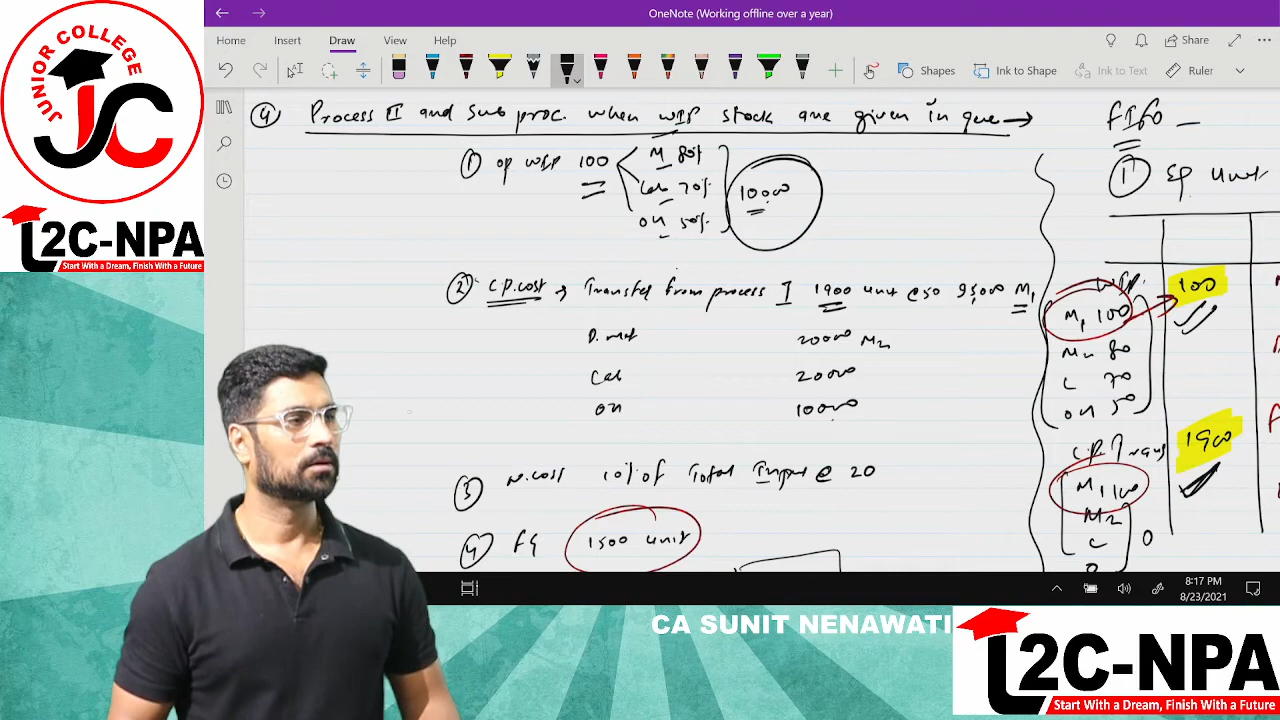 JUNIOR COLLEGE
JC
L2C-NPA
Start With a Dream, Finish With a Future
OneNote (Working offline over a year)
Home Insert Draw View Help Share
Shapes Ink to Shape Ink to Text Ruler
④ Process II and sub proc. when WIP stock are given in que → FIFO
① op WIP 100 M 80% Lab 70% OH 50% 10000
② C.P. cost → Transfer from process I 1900 unit @50 95000 M1
D. mat 20000 M2
Lab 20000
OH 10000
③ N. Loss 10% of Total Input @ 20
④ FG 1500 unit
① Eq unit
WIP 100
M1 100
M2 80
L 70
OH 50
C.P. Trans 1900
M1 100
M2
L 0
O
8:17 PM
8/23/2021
CA SUNIT NENAWATI
L2C-NPA
Start With a Dream, Finish With a Future